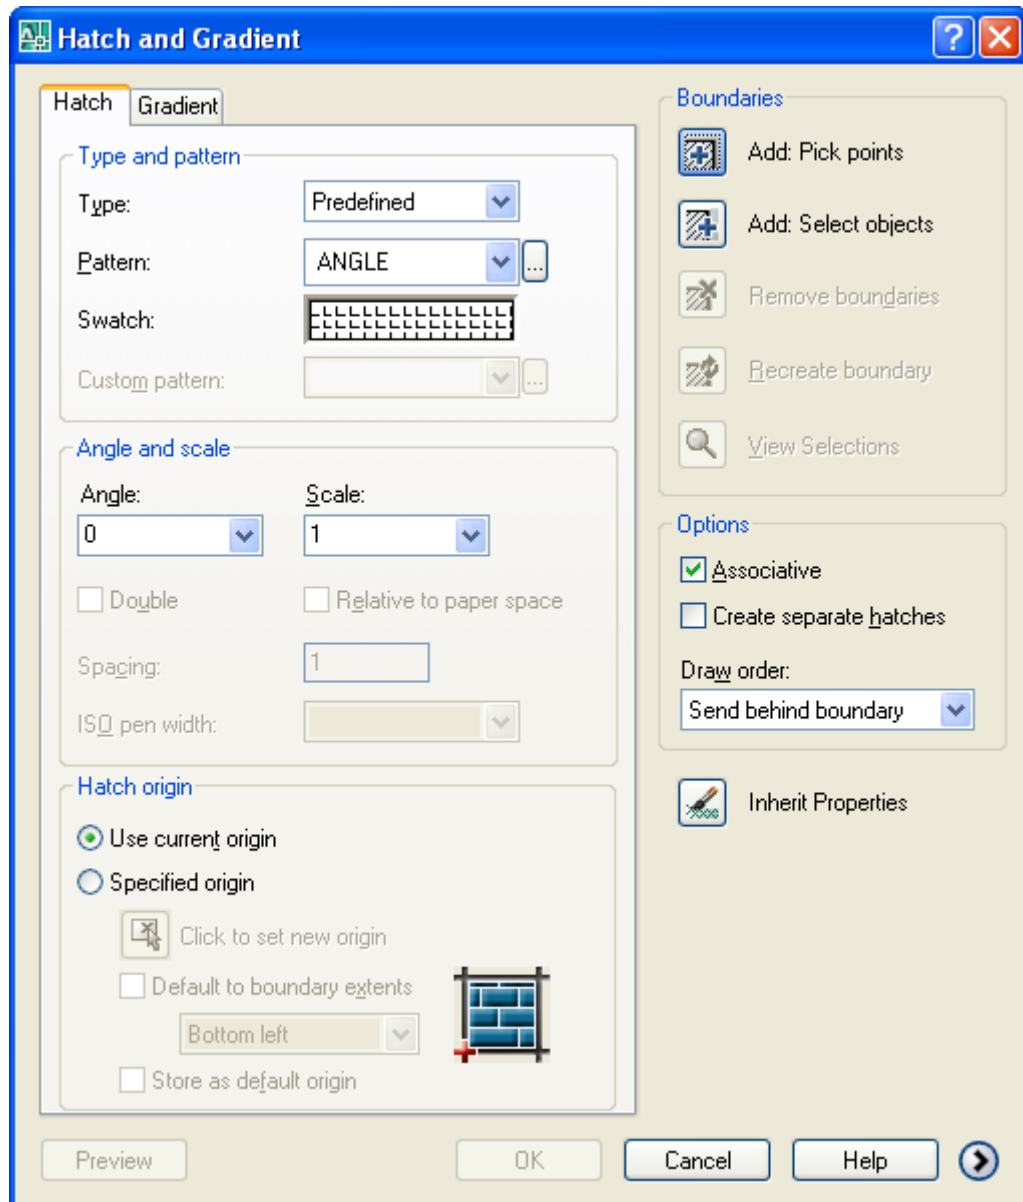 Hatch and Gradient
Hatch
Gradient
Type and pattern
Type:
Predefined
Pattern:
ANGLE
...
Swatch:
Custom pattern:
...
Angle and scale
Angle:
Scale:
0
1
Double
Relative to paper space
Spacing:
1
ISO pen width:
Hatch origin
Use current origin
Specified origin
Click to set new origin
Default to boundary extents
Bottom left
Store as default origin
Boundaries
Add: Pick points
Add: Select objects
Remove boundaries
Recreate boundary
View Selections
Options
Associative
Create separate hatches
Draw order:
Send behind boundary
Inherit Properties
Preview
OK
Cancel
Help